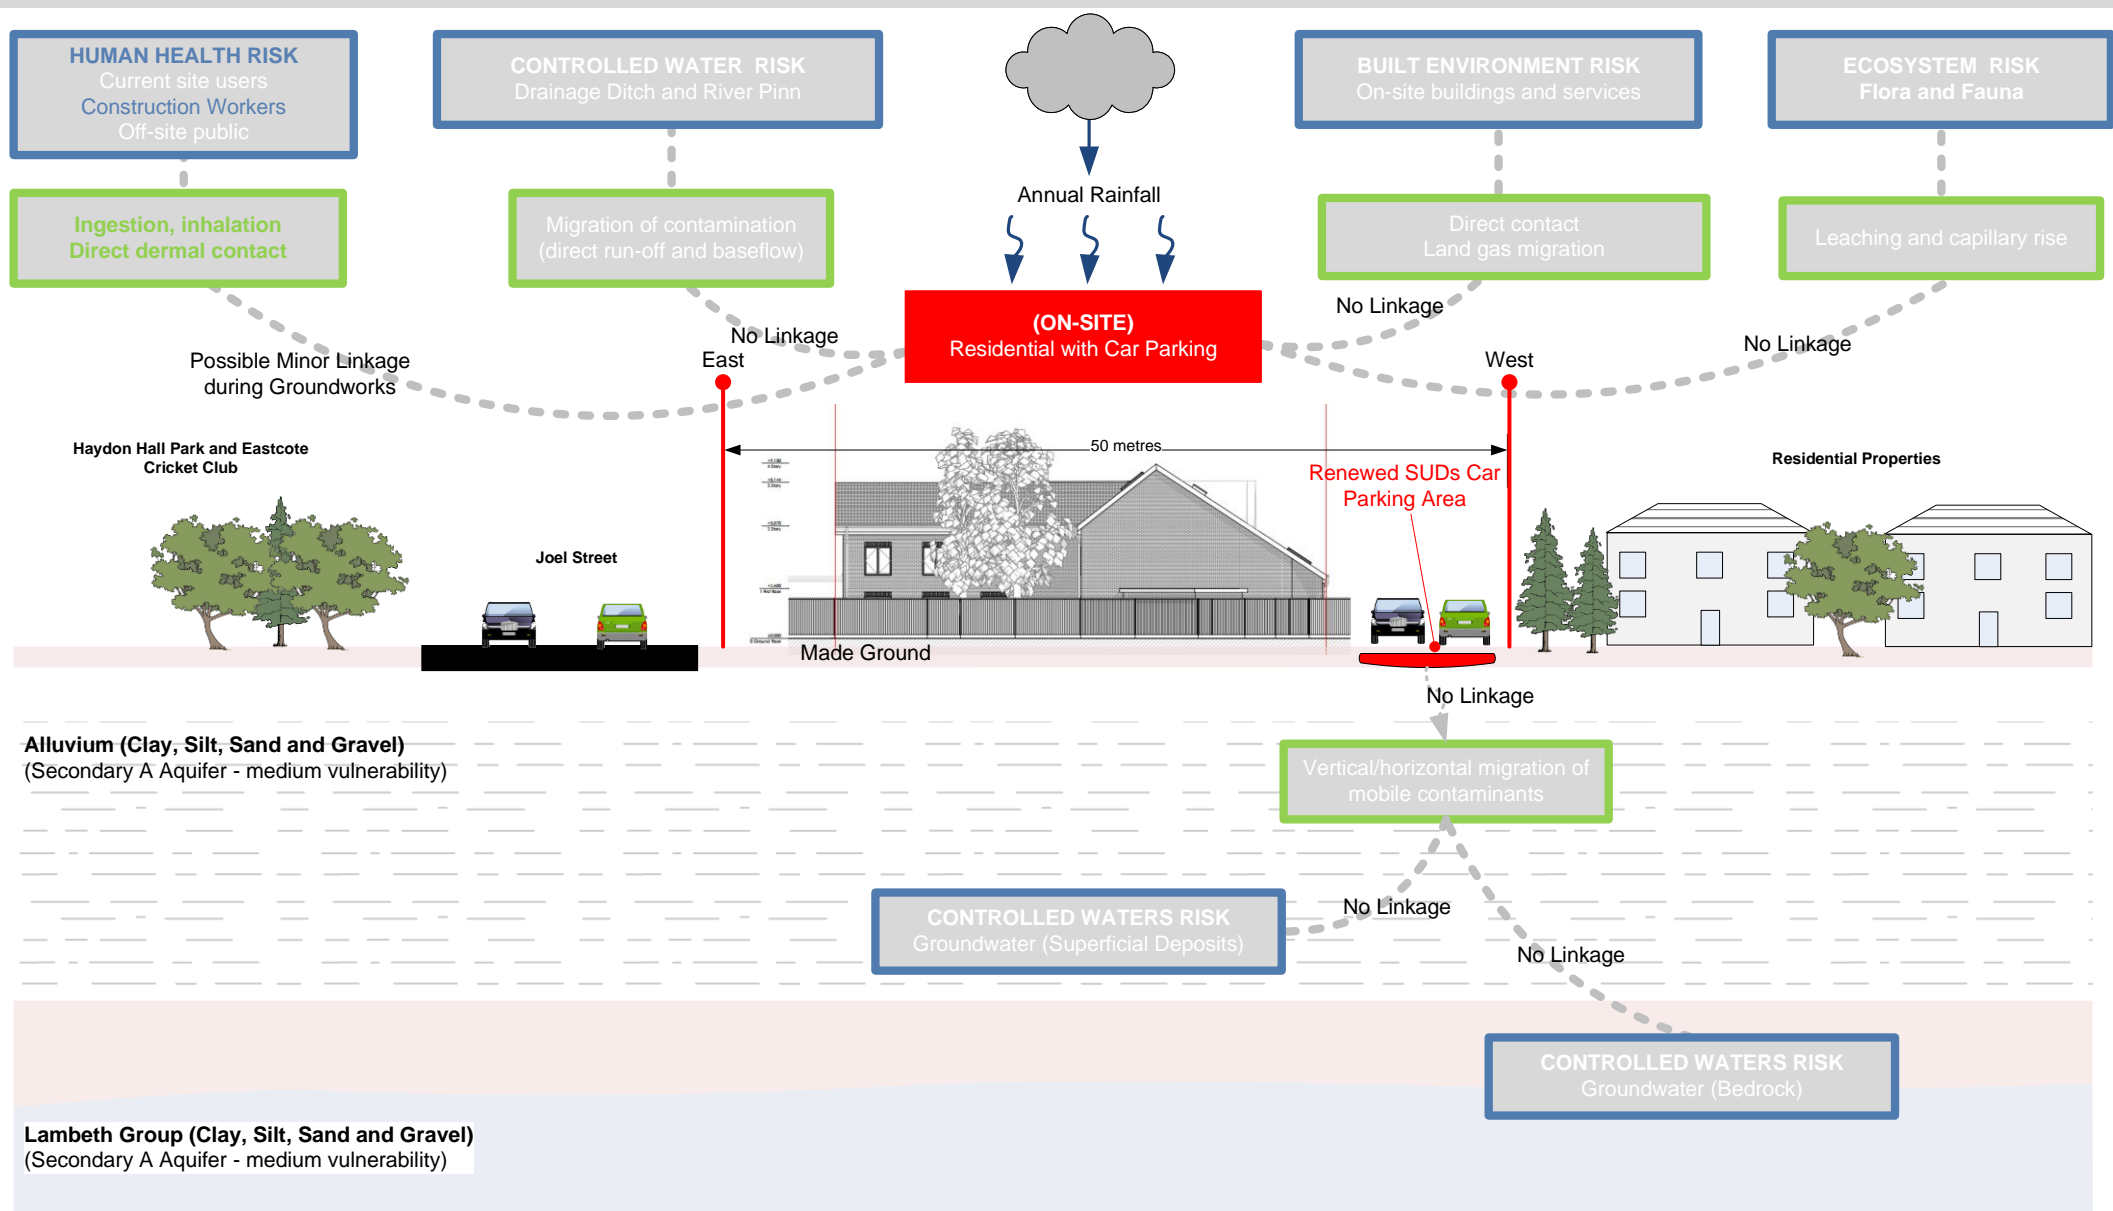 HUMAN HEALTH RISK
Current site users
Construction Workers
Off-site public
CONTROLLED WATER RISK
Drainage Ditch and River Pinn
BUILT ENVIRONMENT RISK
On-site buildings and services
ECOSYSTEM RISK
Flora and Fauna
Annual Rainfall
Ingestion, inhalation
Direct dermal contact
Migration of contamination
(direct run-off and baseflow)
Direct contact
Land gas migration
Leaching and capillary rise
No Linkage
No Linkage
No Linkage
(ON-SITE)
Residential with Car Parking
Possible Minor Linkage
during Groundworks
East
West
50 metres
Haydon Hall Park and Eastcote
Cricket Club
Joel Street
Renewed SUDs Car
Parking Area
Residential Properties
Made Ground
No Linkage
Alluvium (Clay, Silt, Sand and Gravel)
(Secondary A Aquifer - medium vulnerability)
Vertical/horizontal migration of
mobile contaminants
No Linkage
CONTROLLED WATERS RISK
Groundwater (Superficial Deposits)
No Linkage
CONTROLLED WATERS RISK
Groundwater (Bedrock)
Lambeth Group (Clay, Silt, Sand and Gravel)
(Secondary A Aquifer - medium vulnerability)